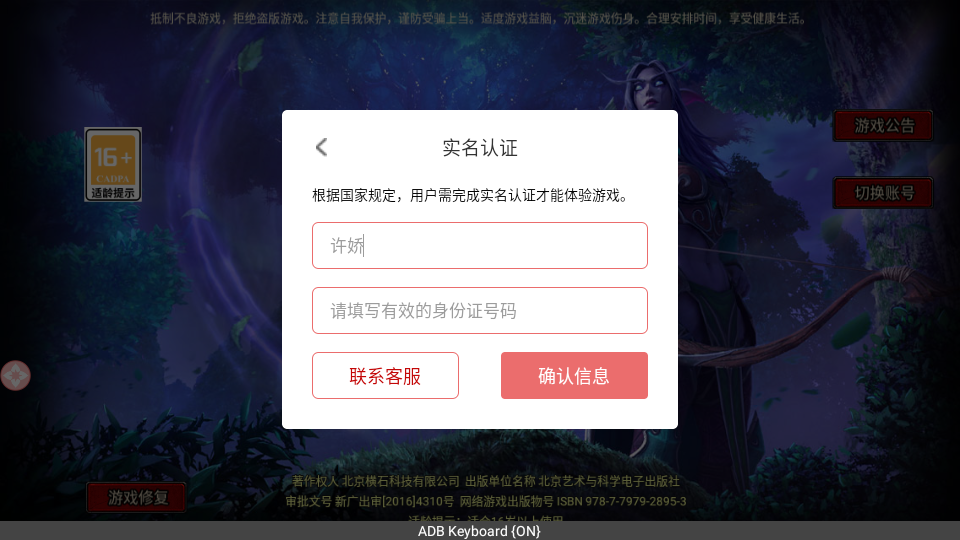 抵制不良游戏，拒绝盗版游戏。注意自我保护，谨防受骗上当。适度游戏益脑，沉迷游戏伤身。合理安排时间，享受健康生活。
16+
CADPA
适龄提示
游戏公告
切换账号
实名认证
根据国家规定，用户需完成实名认证才能体验游戏。
许娇
请填写有效的身份证号码
联系客服
确认信息
游戏修复
著作权人 北京横石科技有限公司 出版单位名称 北京艺术与科学电子出版社
审批文号 新广出审[2016]4310号 网络游戏出版物号 ISBN 978-7-7979-2895-3
适龄提示：适合16岁以上使用
ADB Keyboard {ON}